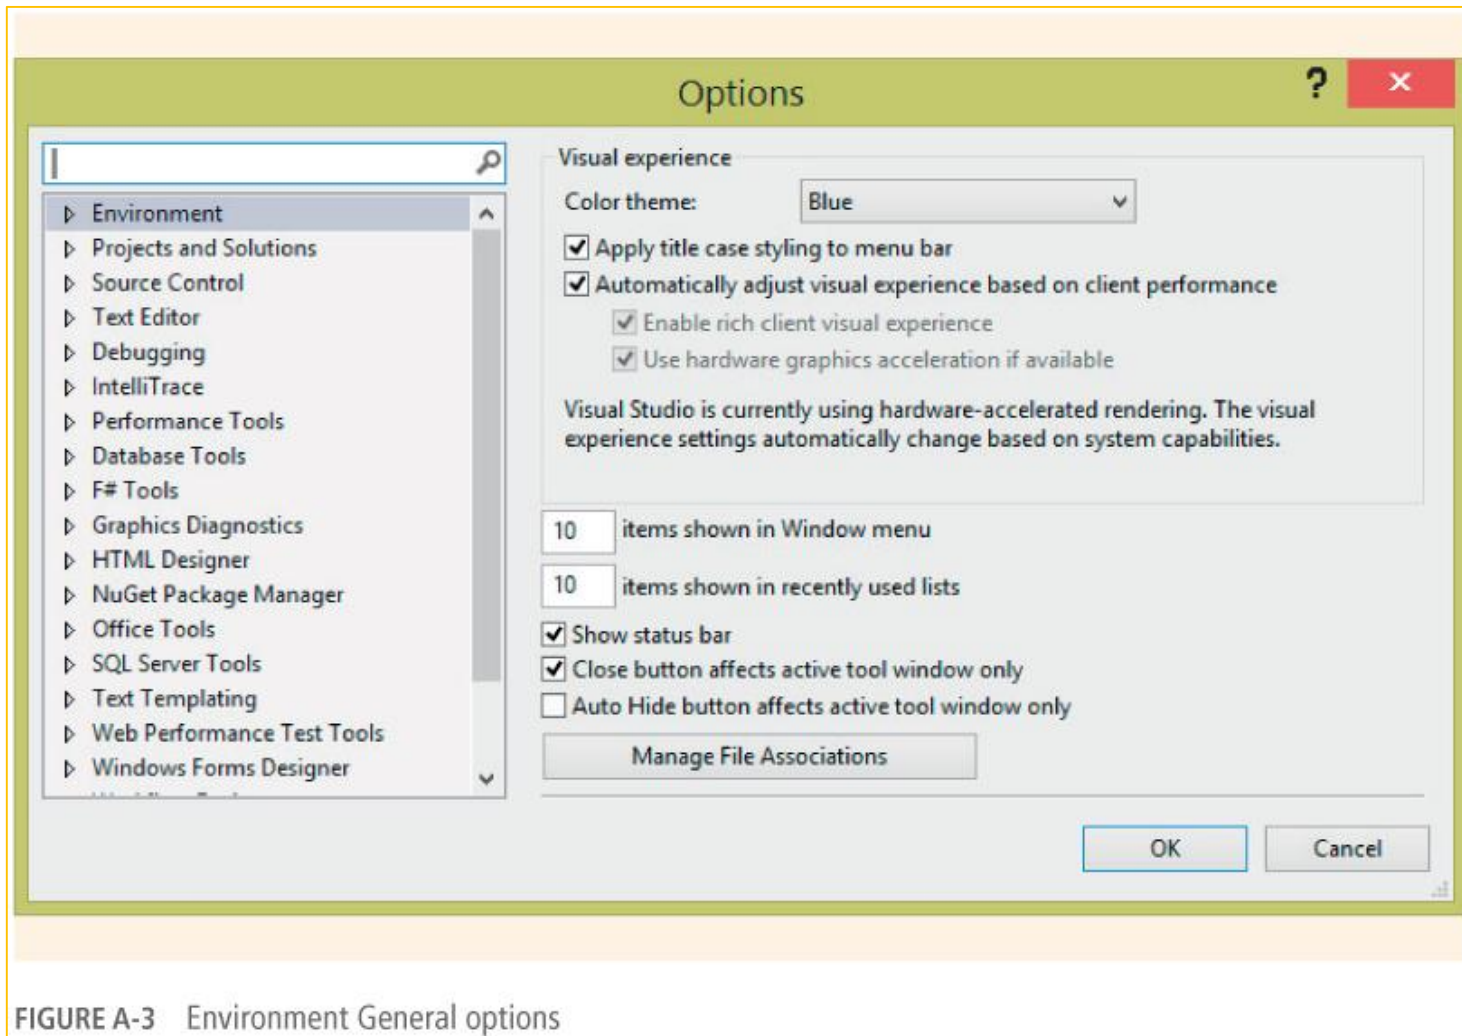 Options
?
Visual experience
Color theme: Blue
Apply title case styling to menu bar
Automatically adjust visual experience based on client performance
Enable rich client visual experience
Use hardware graphics acceleration if available
Visual Studio is currently using hardware-accelerated rendering. The visual
experience settings automatically change based on system capabilities.
10 items shown in Window menu
10 items shown in recently used lists
Show status bar
Close button affects active tool window only
Auto Hide button affects active tool window only
Manage File Associations
Environment
Projects and Solutions
Source Control
Text Editor
Debugging
IntelliTrace
Performance Tools
Database Tools
F# Tools
Graphics Diagnostics
HTML Designer
NuGet Package Manager
Office Tools
SQL Server Tools
Text Templating
Web Performance Test Tools
Windows Forms Designer
OK
Cancel
FIGURE A-3 Environment General options